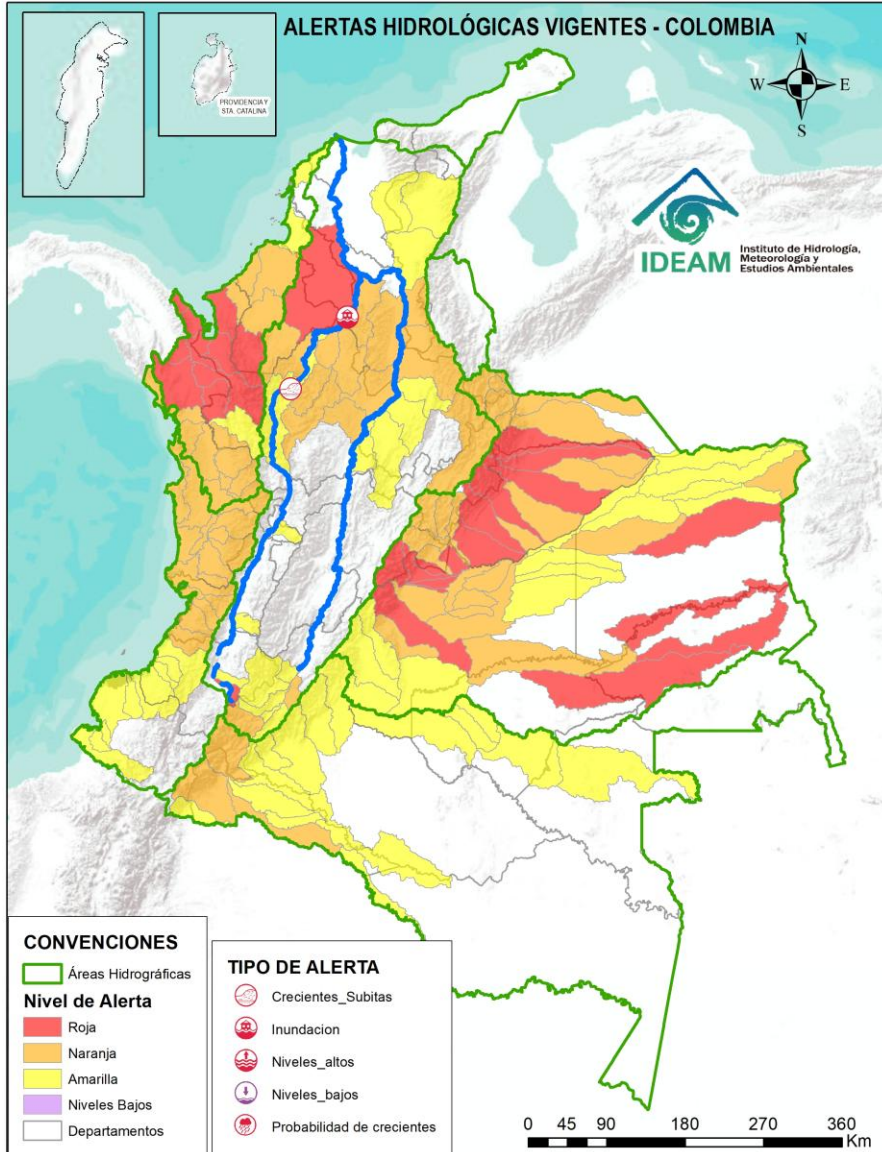 ALERTAS HIDROLÓGICAS VIGENTES - COLOMBIA
N
W
E
S
PROVIDENCIA Y
STA. CATALINA
IDEAM
Instituto de Hidrología,
Meteorología y
Estudios Ambientales
CONVENCIONES
Áreas Hidrográficas
Nivel de Alerta
Roja
Naranja
Amarilla
Niveles Bajos
Departamentos
TIPO DE ALERTA
Crecientes_Subitas
Inundacion
Niveles_altos
Niveles_bajos
Probabilidad de crecientes
0 45 90 180 270 360
Km